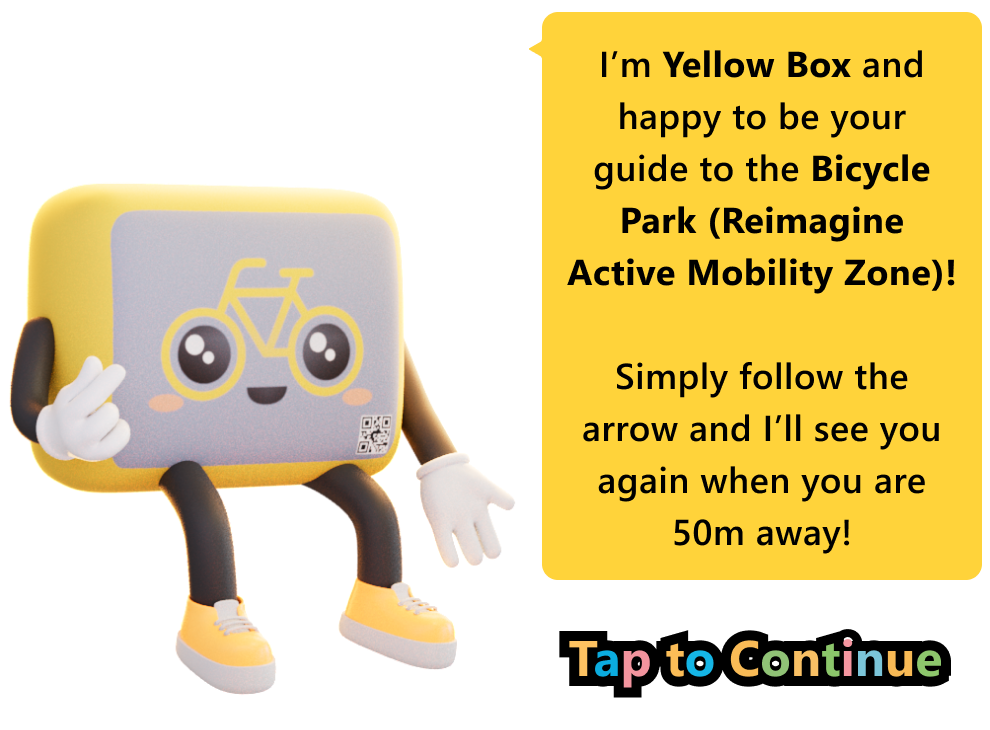 I’m Yellow Box and
happy to be your
guide to the Bicycle
Park (Reimagine
Active Mobility Zone)!
Simply follow the
arrow and I’ll see you
again when you are
50m away!
Tap to Continue